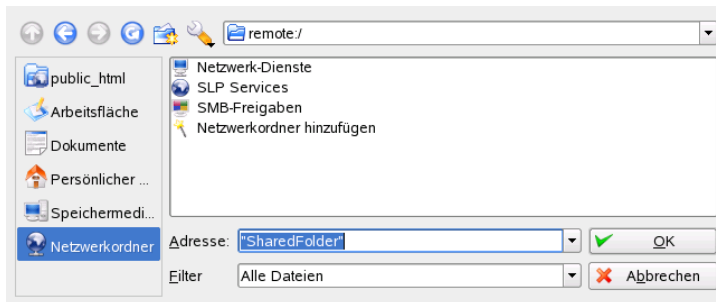 remote:/
public_html
Arbeitsfläche
Dokumente
Persönlicher ...
Speichermedi...
Netzwerkordner
Netzwerk-Dienste
SLP Services
SMB-Freigaben
Netzwerkordner hinzufügen
Adresse: "SharedFolder" OK
Filter Alle Dateien Abbrechen